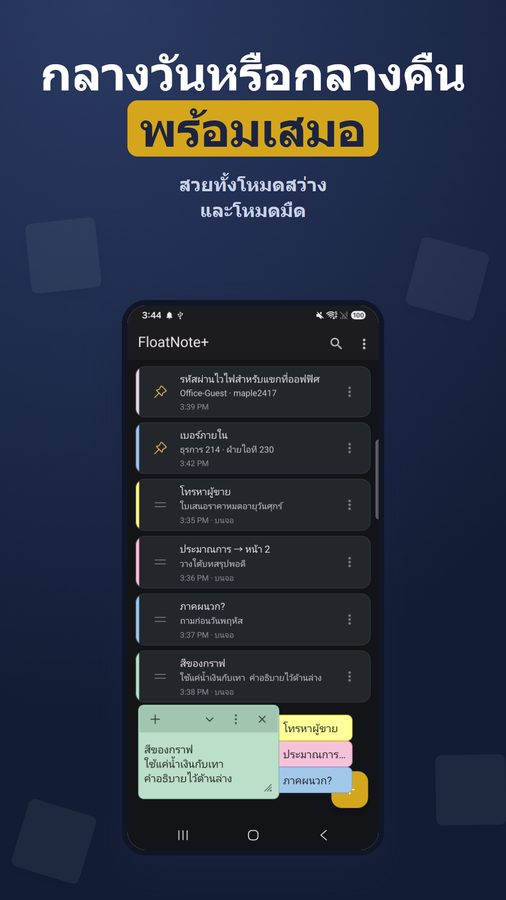 กลางวันหรือกลางคืน
พร้อมเสมอ
สวยทั้งโหมดสว่าง
และโหมดมืด
3:44
100
FloatNote+
รหัสผ่านไวไฟสำหรับแขกที่ออฟฟิศ
Office-Guest · maple2417
3:39 PM
เบอร์ภายใน
ธุรการ 214 · ฝ่ายไอที 230
3:42 PM
โทรหาผู้ขาย
ใบเสนอราคาหมดอายุวันศุกร์
3:35 PM · บนจอ
ประมาณการ → หน้า 2
วางใต้บทสรุปพอดี
3:36 PM · บนจอ
ภาคผนวก?
ถามก่อนวันพฤหัส
3:37 PM · บนจอ
สีของกราฟ
ใช้แค่น้ำเงินกับเทา คำอธิบายไว้ด้านล่าง
3:38 PM · บนจอ
สีของกราฟ
ใช้แค่น้ำเงินกับเทา
คำอธิบายไว้ด้านล่าง
โทรหาผู้ขาย
ประมาณการ...
ภาคผนวก?